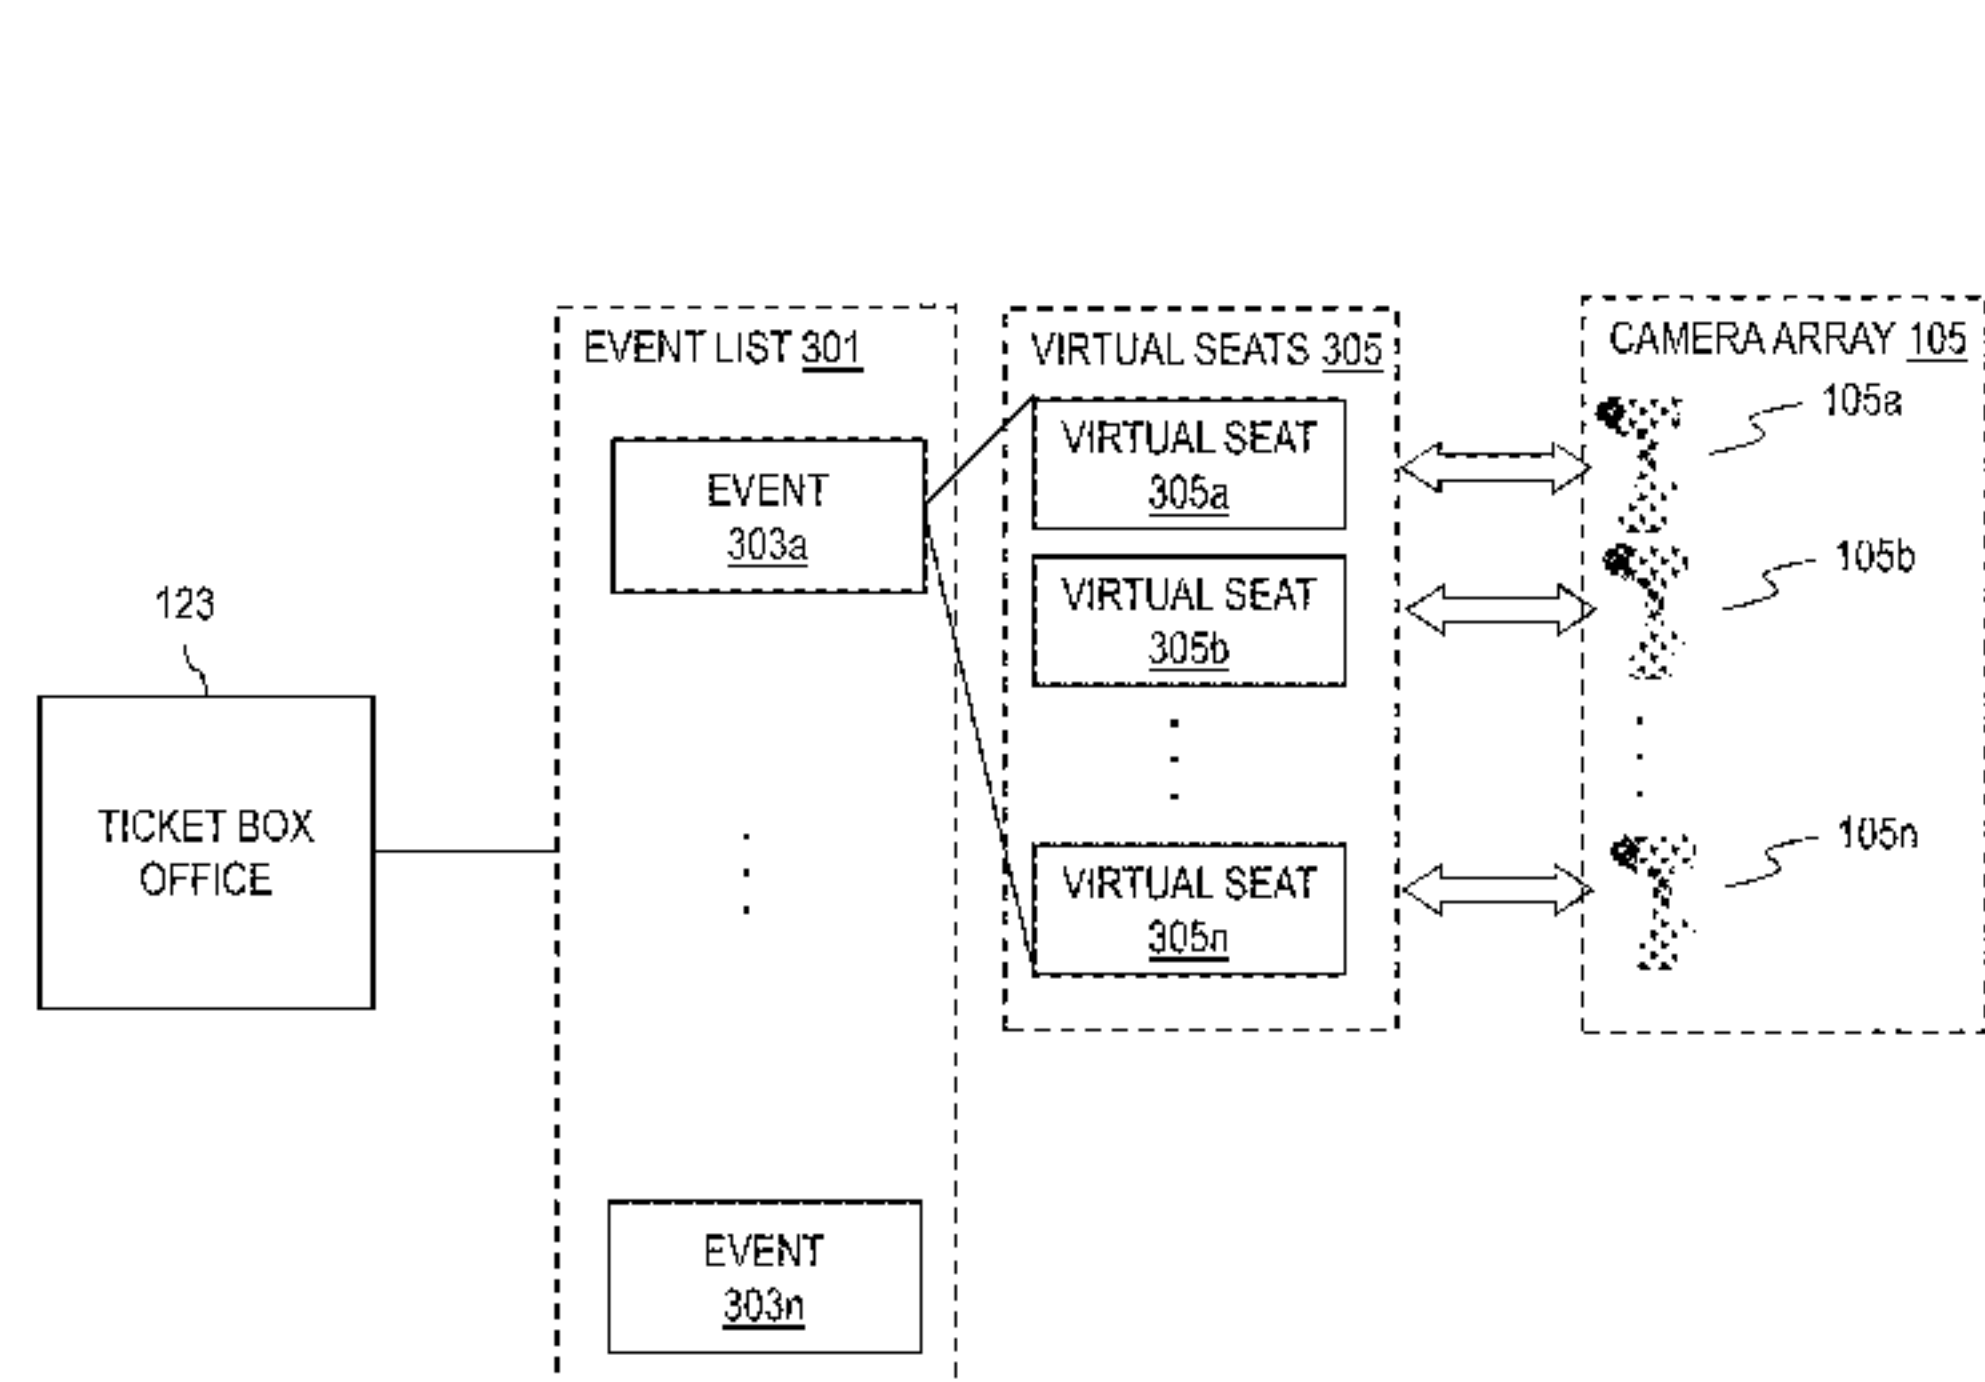 EVENT LIST 301
VIRTUAL SEATS 305
CAMERA ARRAY 105
105a
VIRTUAL SEAT
305a
EVENT
303a
105b
VIRTUAL SEAT
305b
123
TICKET BOX
OFFICE
105n
VIRTUAL SEAT
305n
EVENT
303n